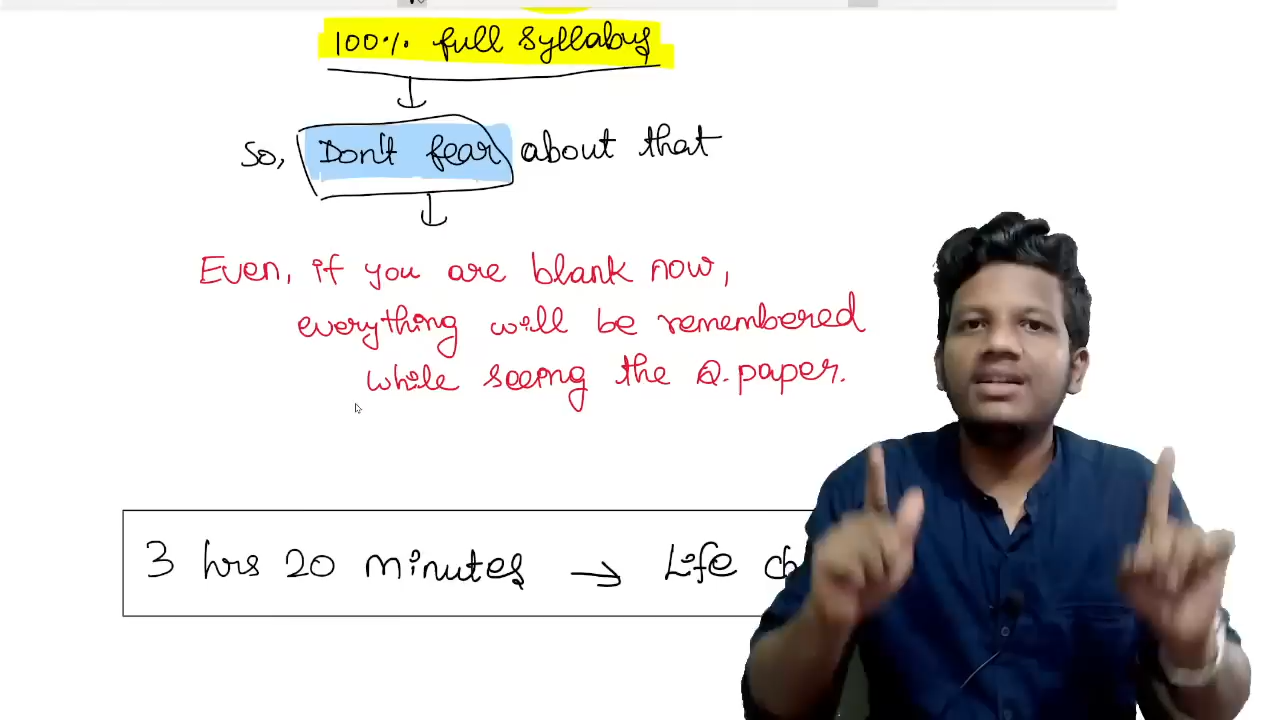 100% full syllabus
So, Don't fear about that
Even, if you are blank now,
everything will be remembered
while seeing the Q.paper.
3 hrs 20 minutes → Life